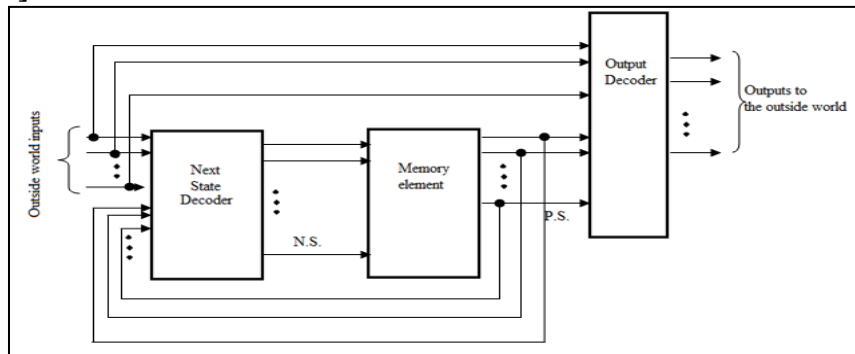 Output
Decoder
Outputs to
the outside world
Outside world inputs
Next
State
Decoder
Memory
element
N.S.
P.S.